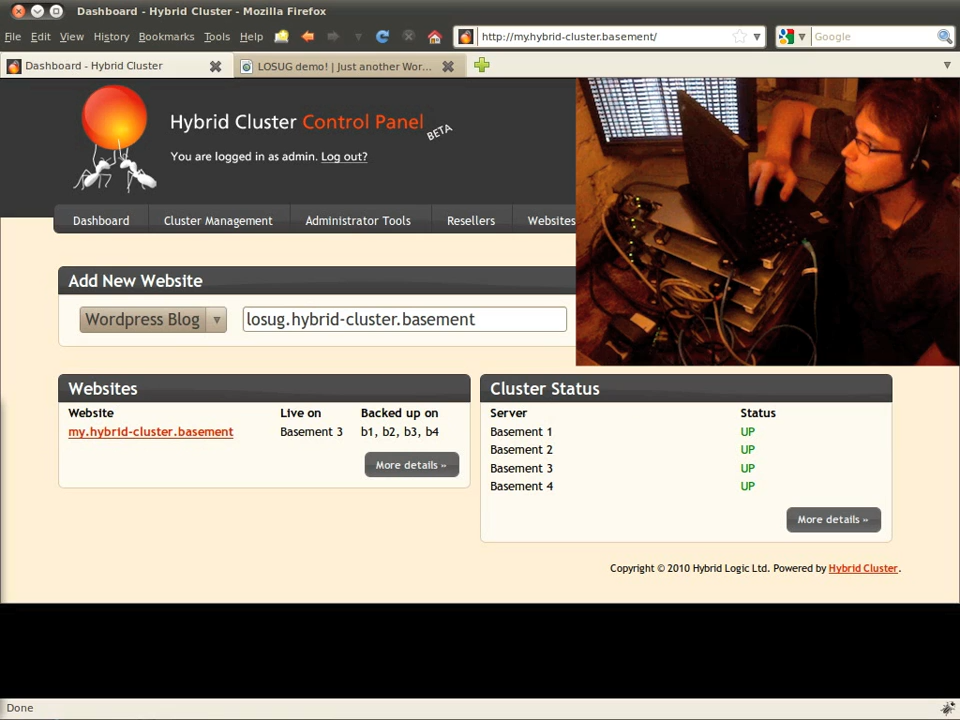 Dashboard - Hybrid Cluster - Mozilla Firefox
File Edit View History Bookmarks Tools Help http://my.hybrid-cluster.basement/ Google
Dashboard - Hybrid Cluster LOSUG demo! | Just another Wor...
Hybrid Cluster Control Panel BETA
You are logged in as admin. Log out?
Dashboard Cluster Management Administrator Tools Resellers Websites
Add New Website
Wordpress Blog losug.hybrid-cluster.basement
Websites
Website Live on Backed up on
my.hybrid-cluster.basement Basement 3 b1, b2, b3, b4
More details »
Cluster Status
Server Status
Basement 1 UP
Basement 2 UP
Basement 3 UP
Basement 4 UP
More details »
Copyright © 2010 Hybrid Logic Ltd. Powered by Hybrid Cluster.
Done